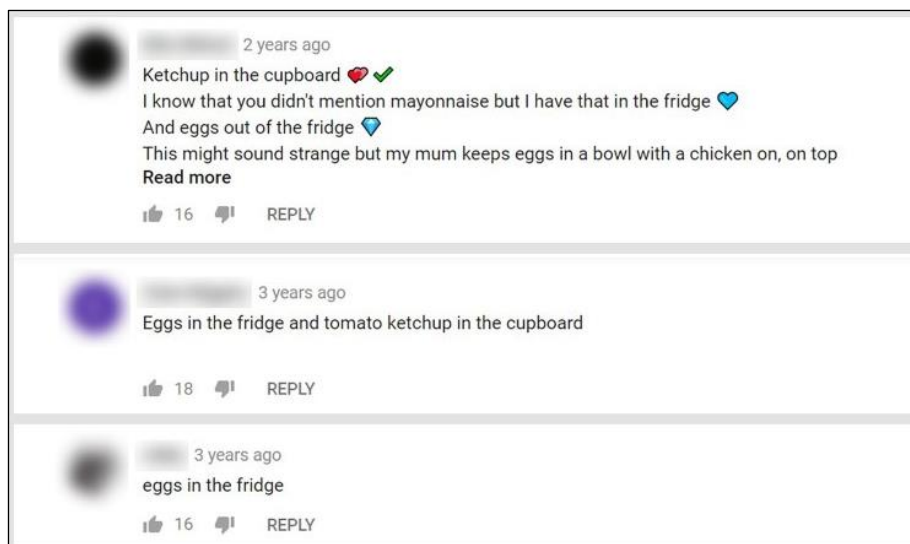 2 years ago
Ketchup in the cupboard 💕 ✔
I know that you didn't mention mayonnaise but I have that in the fridge 💙
And eggs out of the fridge 💎
This might sound strange but my mum keeps eggs in a bowl with a chicken on, on top
Read more
16 REPLY
3 years ago
Eggs in the fridge and tomato ketchup in the cupboard
18 REPLY
3 years ago
eggs in the fridge
16 REPLY